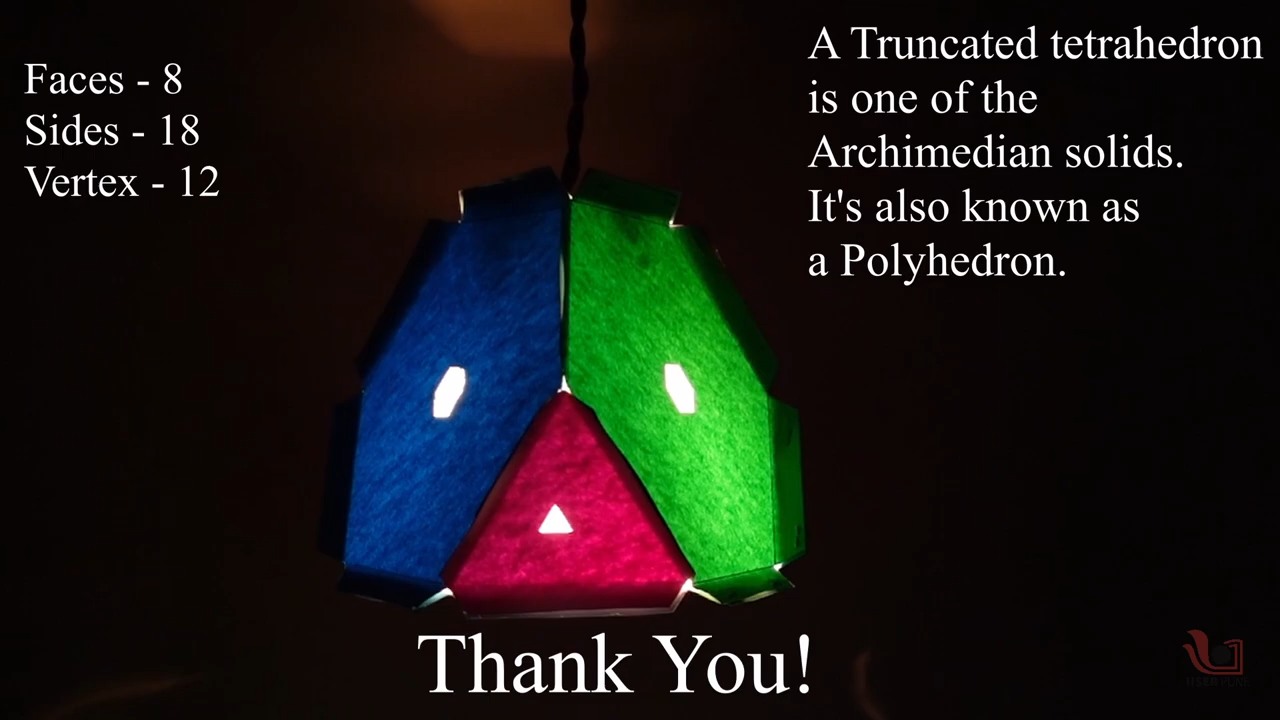 Faces - 8
Sides - 18
Vertex - 12
A Truncated tetrahedron
is one of the
Archimedian solids.
It's also known as
a Polyhedron.
Thank You!